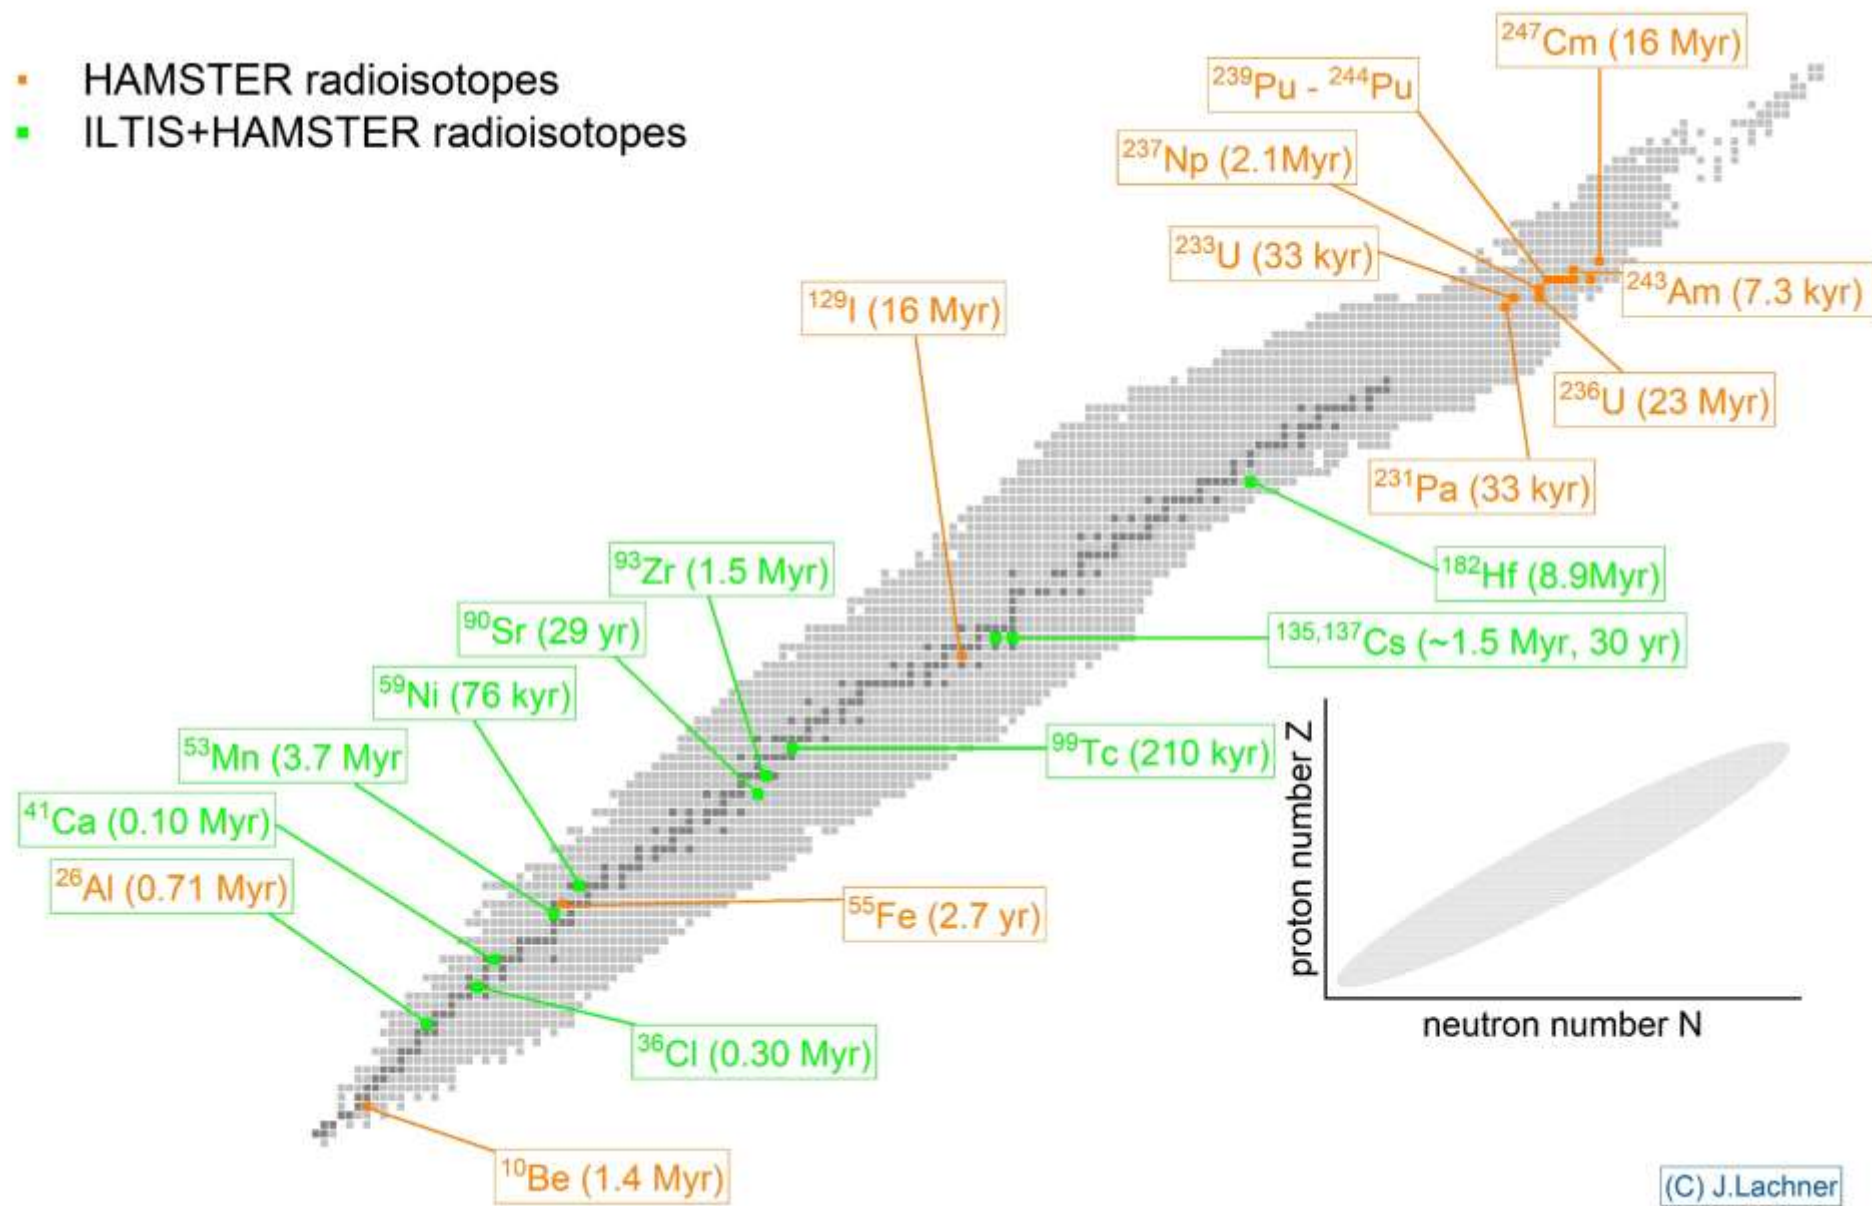 HAMSTER radioisotopes
ILTIS+HAMSTER radioisotopes
²⁴⁷Cm (16 Myr)
²³⁹Pu - ²⁴⁴Pu
²³⁷Np (2.1Myr)
²³³U (33 kyr)
²⁴³Am (7.3 kyr)
¹²⁹I (16 Myr)
²³⁶U (23 Myr)
²³¹Pa (33 kyr)
⁹³Zr (1.5 Myr)
¹⁸²Hf (8.9Myr)
⁹⁰Sr (29 yr)
¹³⁵,¹³⁷Cs (~1.5 Myr, 30 yr)
⁵⁹Ni (76 kyr)
⁵³Mn (3.7 Myr
⁹⁹Tc (210 kyr)
⁴¹Ca (0.10 Myr)
²⁶Al (0.71 Myr)
⁵⁵Fe (2.7 yr)
proton number Z
neutron number N
³⁶Cl (0.30 Myr)
¹⁰Be (1.4 Myr)
(C) J.Lachner